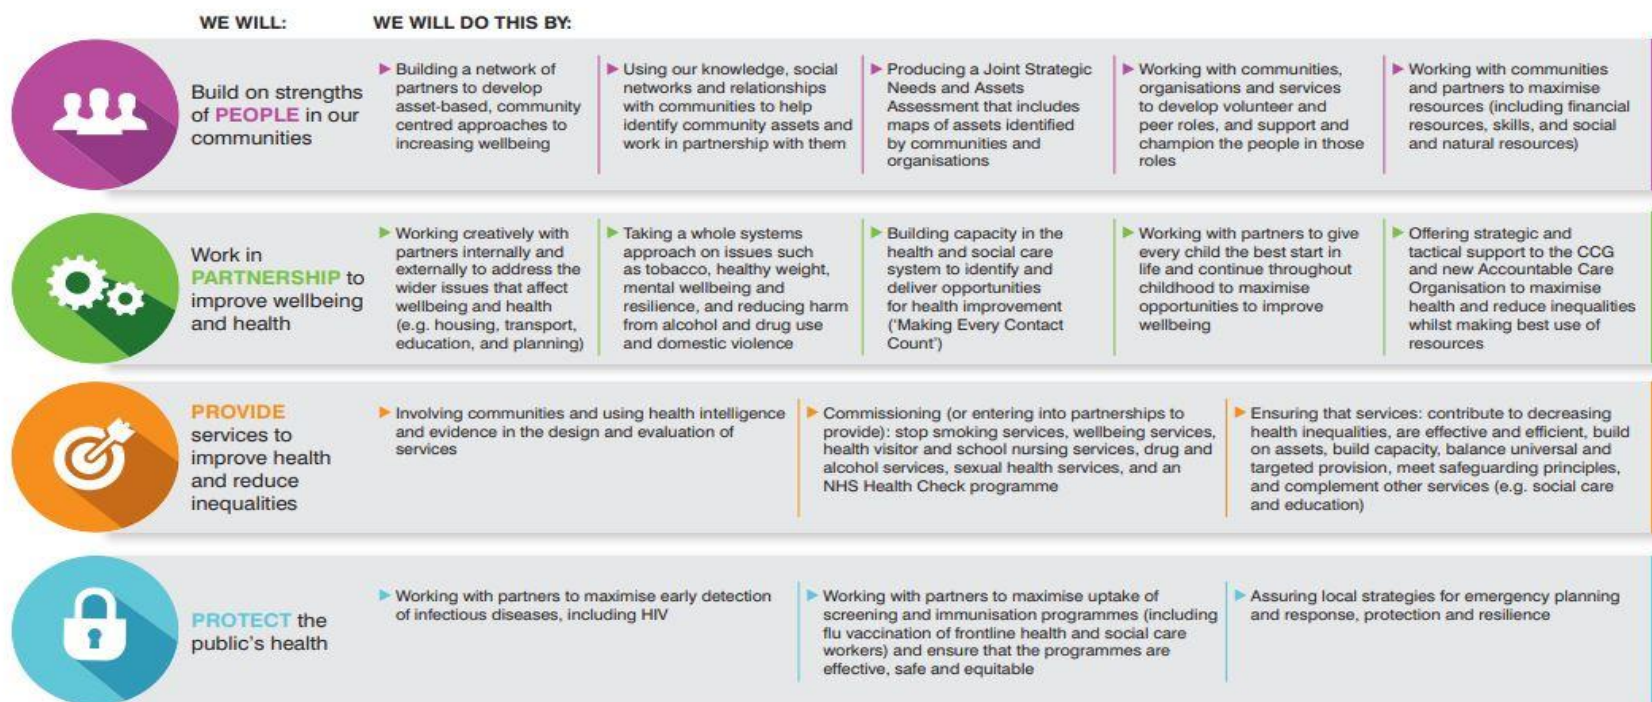 WE WILL:
WE WILL DO THIS BY:
Build on strengths
of PEOPLE in our
communities
Building a network of
partners to develop
asset-based, community
centred approaches to
increasing wellbeing
Using our knowledge, social
networks and relationships
with communities to help
identify community assets and
work in partnership with them
Producing a Joint Strategic
Needs and Assets
Assessment that includes
maps of assets identified
by communities and
organisations
Working with communities,
organisations and services
to develop volunteer and
peer roles, and support and
champion the people in those
roles
Working with communities
and partners to maximise
resources (including financial
resources, skills, and social
and natural resources)
Work in
PARTNERSHIP to
improve wellbeing
and health
Working creatively with
partners internally and
externally to address the
wider issues that affect
wellbeing and health
(e.g. housing, transport,
education, and planning)
Taking a whole systems
approach on issues such
as tobacco, healthy weight,
mental wellbeing and
resilience, and reducing harm
from alcohol and drug use
and domestic violence
Building capacity in the
health and social care
system to identify and
deliver opportunities
for health improvement
('Making Every Contact
Count')
Working with partners to give
every child the best start in
life and continue throughout
childhood to maximise
opportunities to improve
wellbeing
Offering strategic and
tactical support to the CCG
and new Accountable Care
Organisation to maximise
health and reduce inequalities
whilst making best use of
resources
PROVIDE
services to
improve health
and reduce
inequalities
Involving communities and using health intelligence
and evidence in the design and evaluation of
services
Commissioning (or entering into partnerships to
provide): stop smoking services, wellbeing services,
health visitor and school nursing services, drug and
alcohol services, sexual health services, and an
NHS Health Check programme
Ensuring that services: contribute to decreasing
health inequalities, are effective and efficient, build
on assets, build capacity, balance universal and
targeted provision, meet safeguarding principles,
and complement other services (e.g. social care
and education)
PROTECT the
public's health
Working with partners to maximise early detection
of infectious diseases, including HIV
Working with partners to maximise uptake of
screening and immunisation programmes (including
flu vaccination of frontline health and social care
workers) and ensure that the programmes are
effective, safe and equitable
Assuring local strategies for emergency planning
and response, protection and resilience